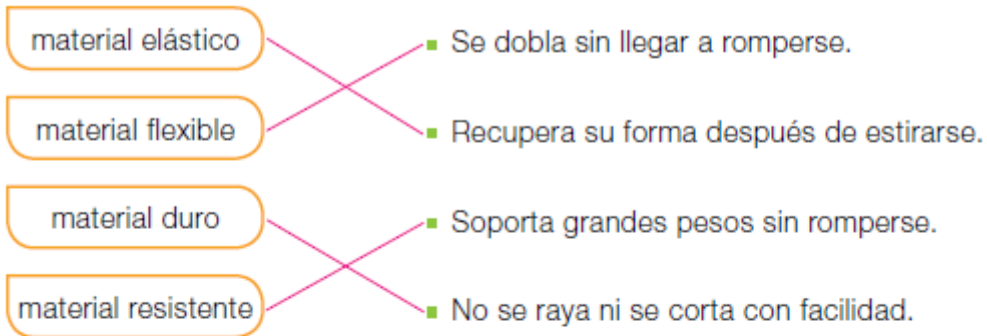 material elástico
Se dobla sin llegar a romperse.
material flexible
Recupera su forma después de estirarse.
material duro
Soporta grandes pesos sin romperse.
material resistente
No se raya ni se corta con facilidad.